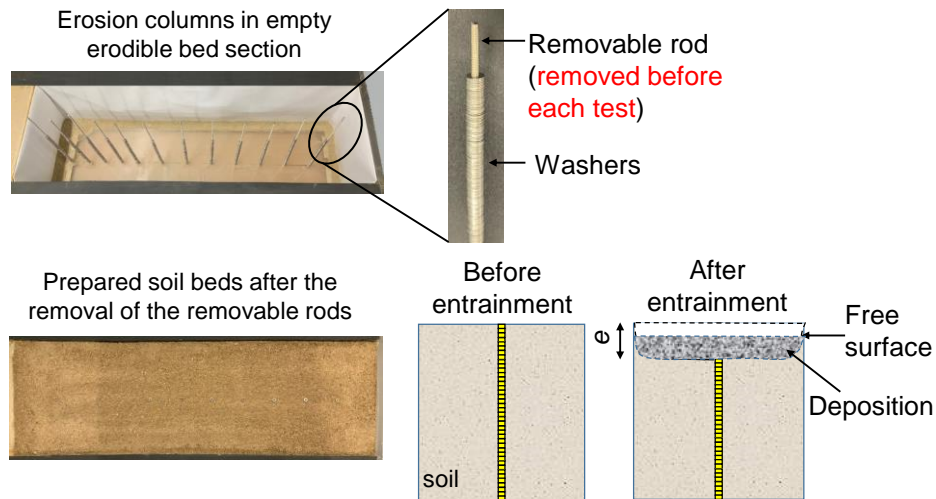 Erosion columns in empty
erodible bed section
Removable rod
(removed before
each test)
Washers
Prepared soil beds after the
removal of the removable rods
Before
entrainment
After
entrainment
e
Free
surface
Deposition
soil